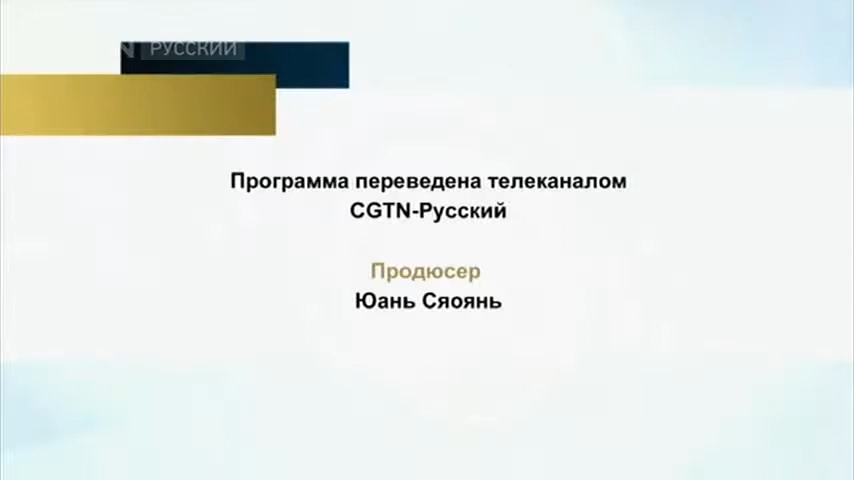 N РУССКИЙ
Программа переведена телеканалом
CGTN-Русский
Продюсер
Юань Сяоянь